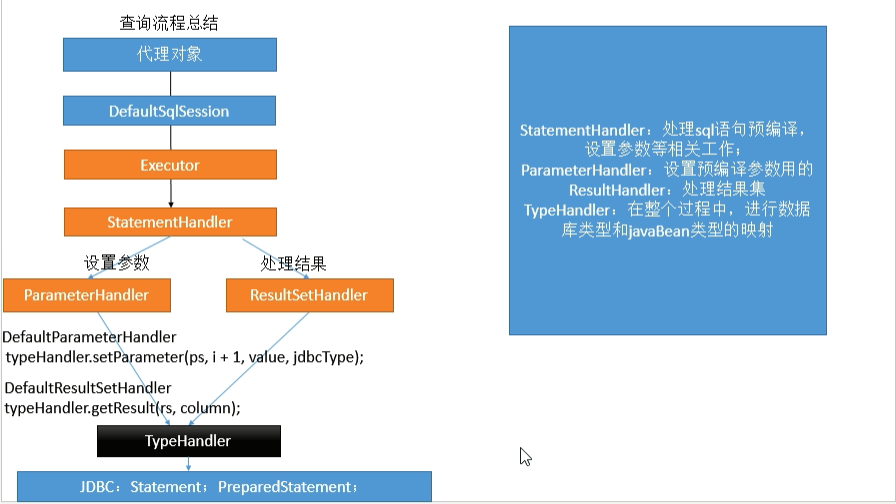 查询流程总结
代理对象
DefaultSqlSession
Executor
StatementHandler
设置参数
处理结果
ParameterHandler
ResultSetHandler
DefaultParameterHandler
typeHandler.setParameter(ps, i + 1, value, jdbcType);
DefaultResultSetHandler
typeHandler.getResult(rs, column);
TypeHandler
JDBC：Statement；PreparedStatement；
StatementHandler：处理sql语句预编译，
设置参数等相关工作；
ParameterHandler：设置预编译参数用的
ResultHandler：处理结果集
TypeHandler：在整个过程中，进行数据
库类型和javaBean类型的映射